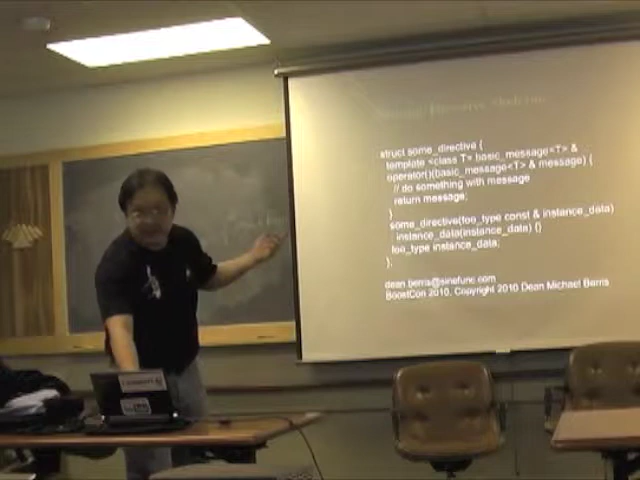 struct some_directive {
template <class T> basic_message<T> &
operator()(basic_message<T> & message) {
// do something with message
return message;
}
some_directive(foo_type const & instance_data)
instance_data(instance_data) {}
foo_type instance_data;
};
dean.berris@sinefunc.com
BoostCon 2010, Copyright 2010 Dean Michael Berris